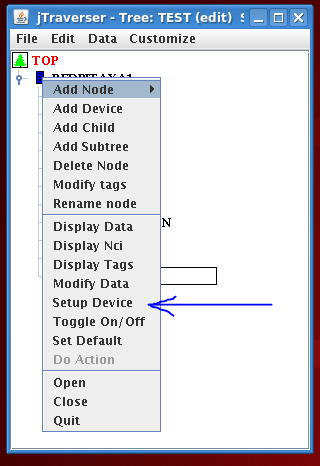 jTraverser - Tree: TEST (edit)
File Edit Data Customize
TOP
Add Node
Add Device
Add Child
Add Subtree
Delete Node
Modify tags
Rename node
Display Data
N
Display Nci
Display Tags
Modify Data
Setup Device
Toggle On/Off
Set Default
Do Action
Open
Close
Quit